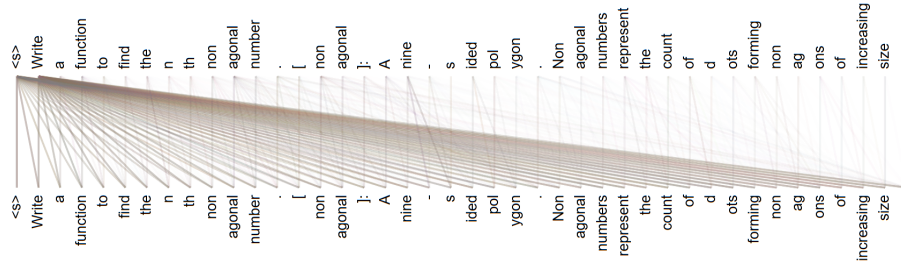 <s> Write a function to find the n th non agonal number . [ non agonal ]: A nine - s ided pol ygon . Non agonal numbers represent the count of d ots forming non ag ons of increasing size
<s> Write a function to find the n th non agonal number . [ non agonal ]: A nine - s ided pol ygon . Non agonal numbers represent the count of d ots forming non ag ons of increasing size